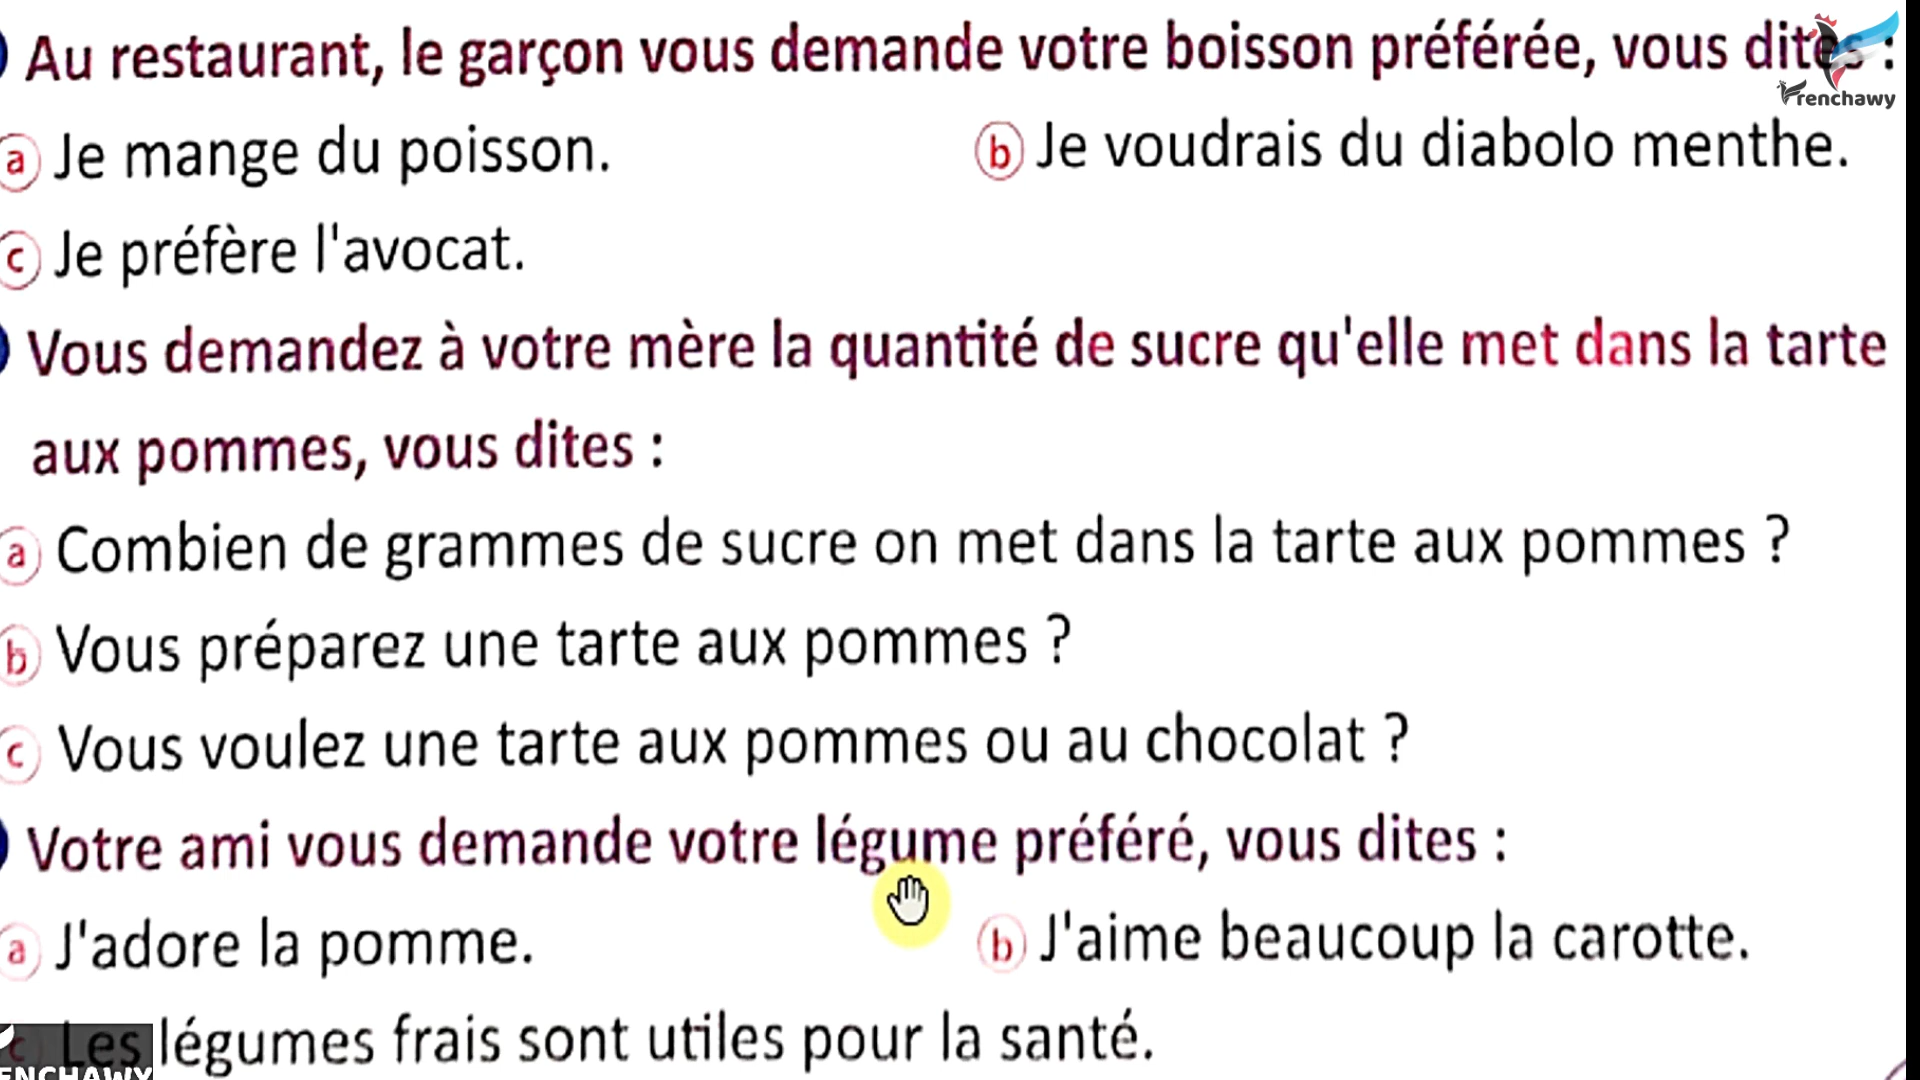 Au restaurant, le garçon vous demande votre boisson préférée, vous dites :
renchawy
a Je mange du poisson. b Je voudrais du diabolo menthe.
c Je préfère l'avocat.
Vous demandez à votre mère la quantité de sucre qu'elle met dans la tarte
aux pommes, vous dites :
a Combien de grammes de sucre on met dans la tarte aux pommes ?
b Vous préparez une tarte aux pommes ?
c Vous voulez une tarte aux pommes ou au chocolat ?
Votre ami vous demande votre légume préféré, vous dites :
a J'adore la pomme. b J'aime beaucoup la carotte.
c Les légumes frais sont utiles pour la santé.
ENCHAWY